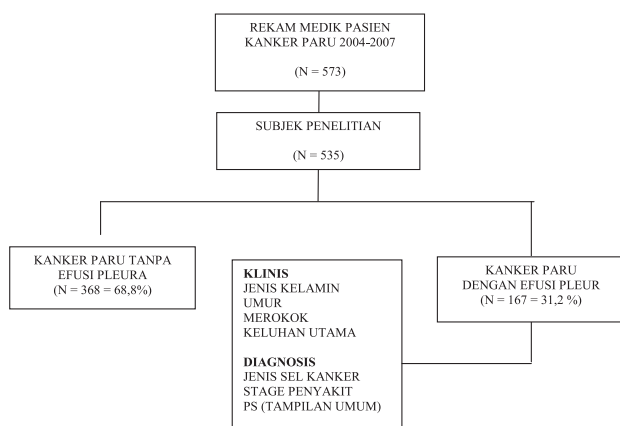 REKAM MEDIK PASIEN
KANKER PARU 2004-2007
(N = 573)
SUBJEK PENELITIAN
(N = 535)
KANKER PARU TANPA
EFUSI PLEURA
(N = 368 = 68,8%)
KLINIS
JENIS KELAMIN
UMUR
MEROKOK
KELUHAN UTAMA
DIAGNOSIS
JENIS SEL KANKER
STAGE PENYAKIT
PS (TAMPILAN UMUM)
KANKER PARU
DENGAN EFUSI PLEUR
(N = 167 = 31,2 %)